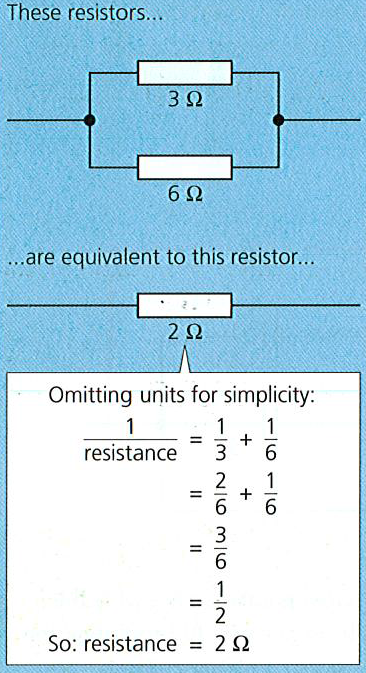 These resistors...
3 Ω
6 Ω
...are equivalent to this resistor...
2 Ω
Omitting units for simplicity:
1/resistance = 1/3 + 1/6
= 2/6 + 1/6
= 3/6
= 1/2
So: resistance = 2 Ω